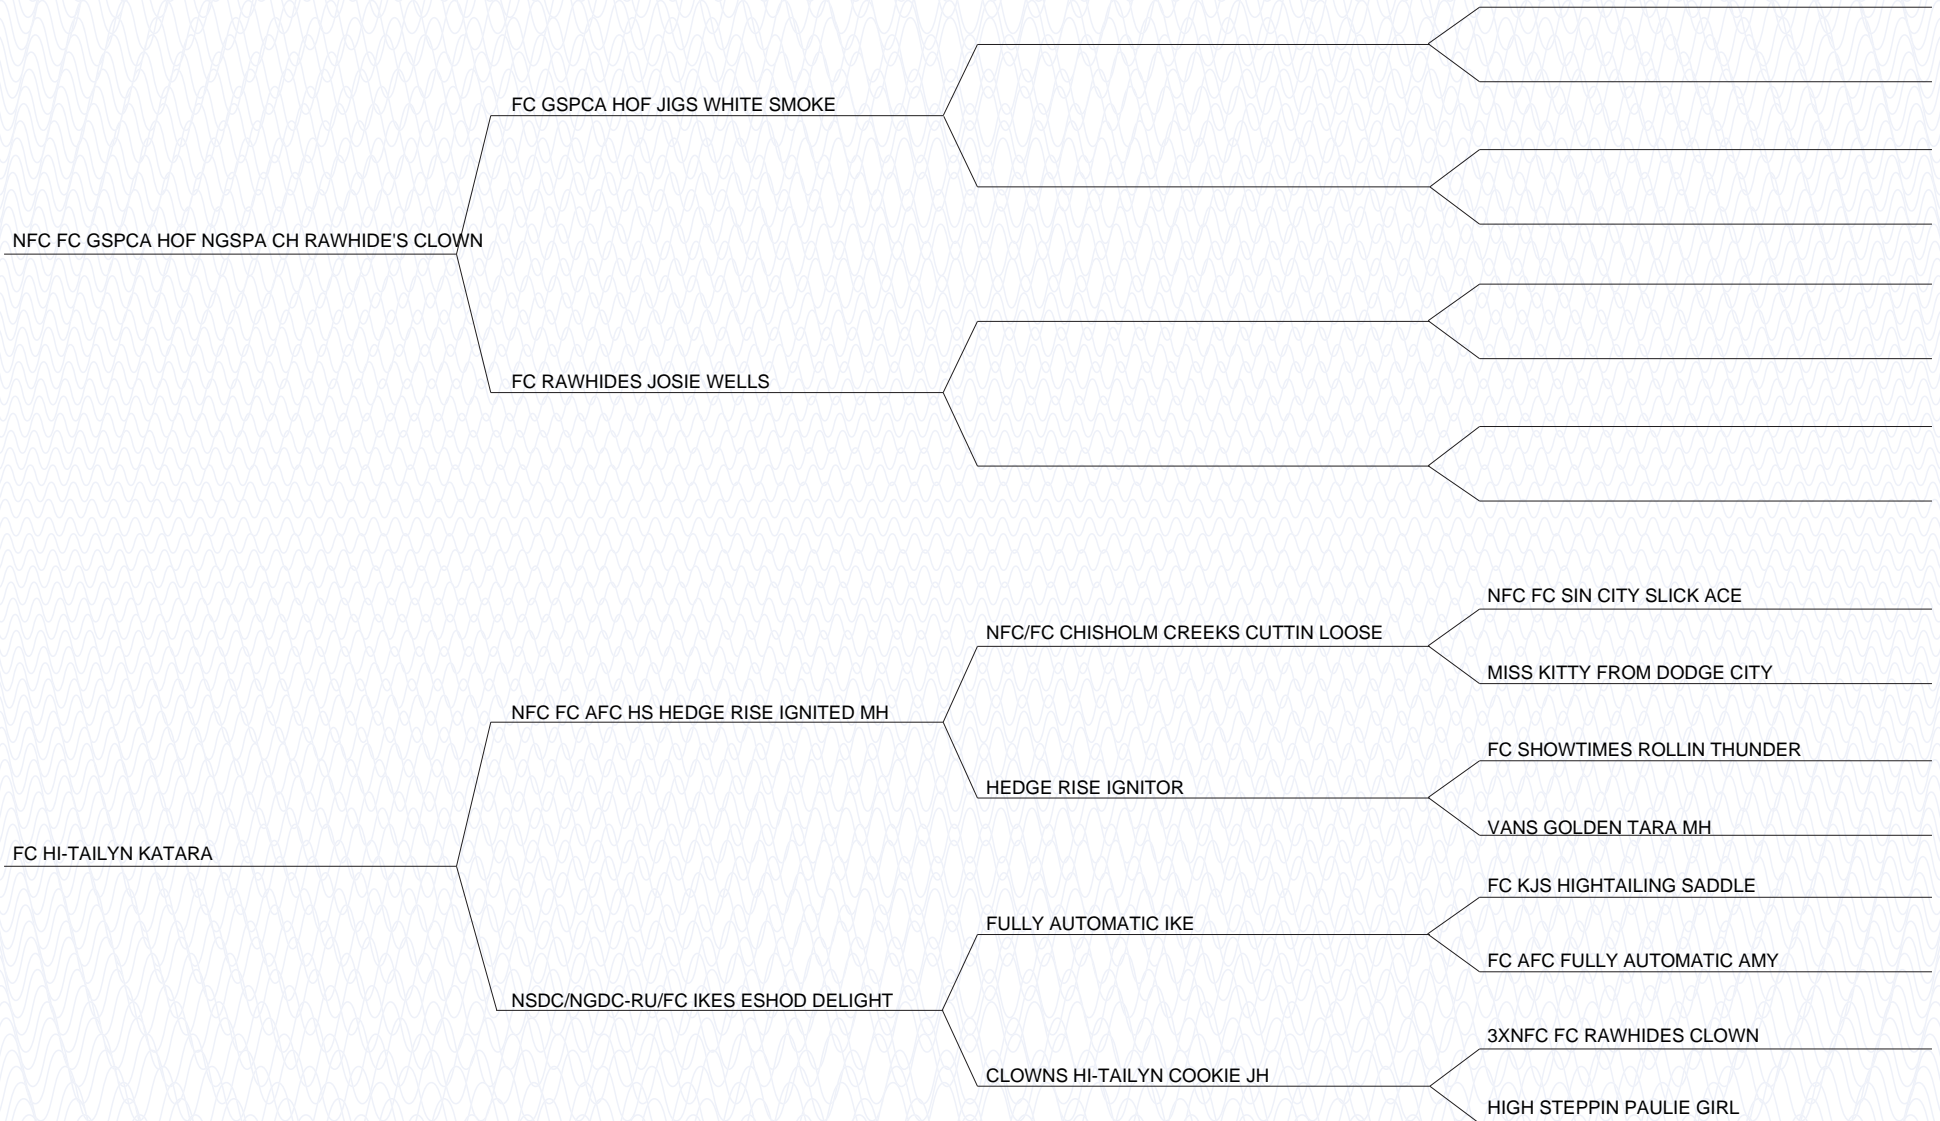 FC GSPCA HOF JIGS WHITE SMOKE
NFC FC GSPCA HOF NGSPA CH RAWHIDE'S CLOWN
FC RAWHIDES JOSIE WELLS
NFC FC SIN CITY SLICK ACE
NFC/FC CHISHOLM CREEKS CUTTIN LOOSE
MISS KITTY FROM DODGE CITY
NFC FC AFC HS HEDGE RISE IGNITED MH
FC SHOWTIMES ROLLIN THUNDER
HEDGE RISE IGNITOR
VANS GOLDEN TARA MH
FC HI-TAILYN KATARA
FC KJS HIGHTAILING SADDLE
FULLY AUTOMATIC IKE
FC AFC FULLY AUTOMATIC AMY
NSDC/NGDC-RU/FC IKES ESHOD DELIGHT
3XNFC FC RAWHIDES CLOWN
CLOWNS HI-TAILYN COOKIE JH
HIGH STEPPIN PAULIE GIRL